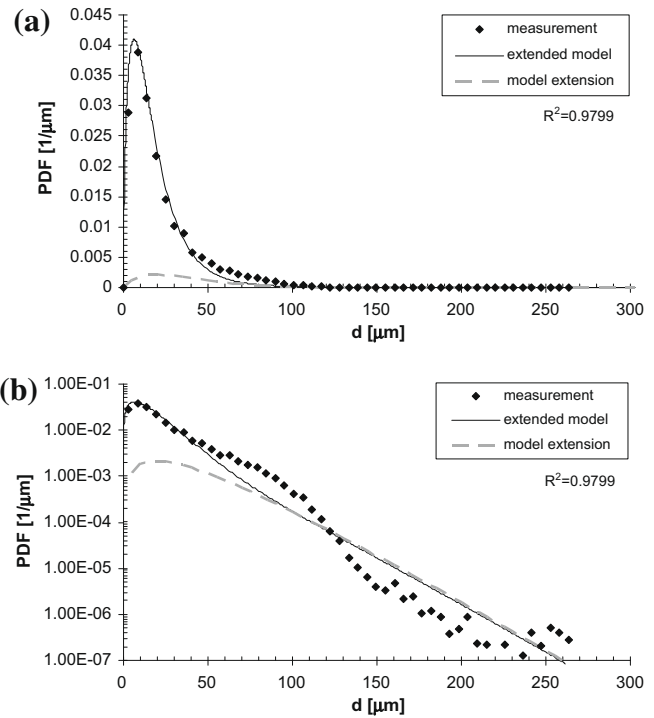 (a)
measurement
extended model
model extension
R²=0.9799
PDF [1/μm]
0.045
0.04
0.035
0.03
0.025
0.02
0.015
0.01
0.005
0
0 50 100 150 200 250 300
d [μm]
(b)
measurement
extended model
model extension
R²=0.9799
PDF [1/μm]
1.00E-01
1.00E-02
1.00E-03
1.00E-04
1.00E-05
1.00E-06
1.00E-07
0 50 100 150 200 250 300
d [μm]